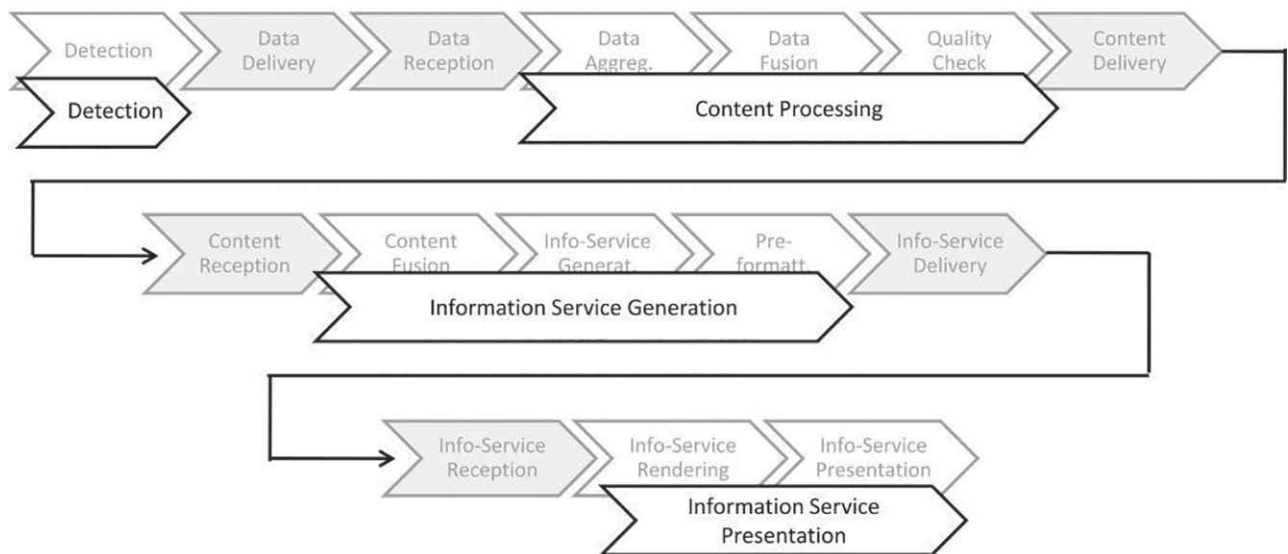 Detection
Data
Delivery
Data
Reception
Data
Aggreg.
Data
Fusion
Quality
Check
Content
Delivery
Detection
Content Processing
Content
Reception
Content
Fusion
Info-Service
Generat.
Pre-
formatt.
Info-Service
Delivery
Information Service Generation
Info-Service
Reception
Info-Service
Rendering
Info-Service
Presentation
Information Service
Presentation